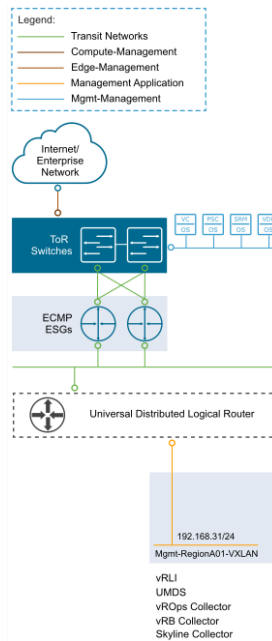 Legend:
Transit Networks
Compute-Management
Edge-Management
Management Application
Mgmt-Management
Internet/
Enterprise
Network
ToR
Switches
VC
OS
PSC
OS
SRM
OS
OS
ECMP
ESGs
Universal Distributed Logical Router
192.168.31/24
Mgmt-RegionA01-VXLAN
vRLI
UMDS
vROps Collector
vRB Collector
Skyline Collector